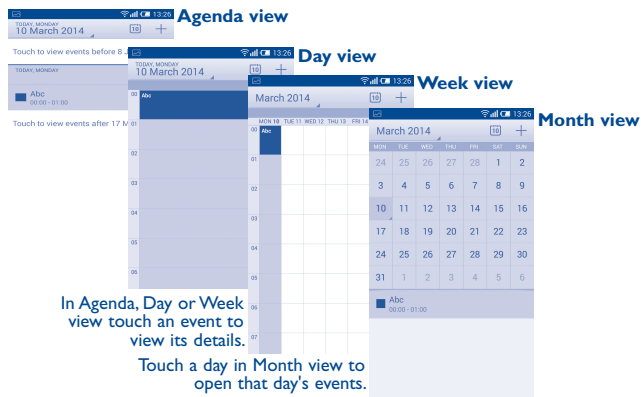 13:26
TODAY, MONDAY
10 March 2014
10
Agenda view
Touch to view events before 8
TODAY, MONDAY
Abc
00:00 - 01:00
Touch to view events after 17 M
13:26
TODAY, MONDAY
10 March 2014
10
Day view
00 Abc
01
02
03
04
05
06
13:26
March 2014
10
Week view
MON 10 TUE 11 WED 12 THU 13 FRI 14
00 Abc
01
02
03
04
05
06
07
13:26
March 2014
10
Month view
MON TUE WED THU FRI SAT SUN
24 25 26 27 28 1 2
3 4 5 6 7 8 9
10 11 12 13 14 15 16
17 18 19 20 21 22 23
24 25 26 27 28 29 30
31 1 2 3 4 5 6
Abc
00:00 - 01:00
In Agenda, Day or Week
view touch an event to
view its details.
Touch a day in Month view to
open that day's events.